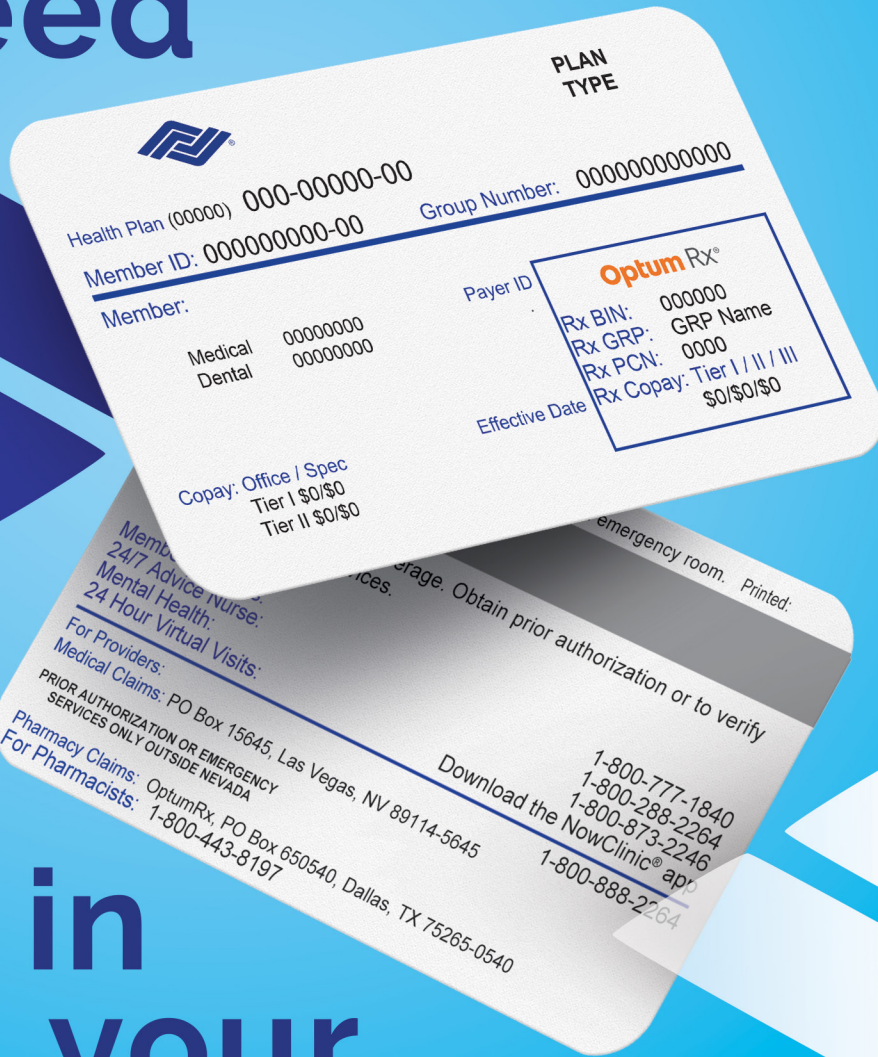 eed
PLAN
TYPE
Health Plan (00000) 000-00000-00
Member ID: 000000000-00 Group Number: 000000000000
Member:
Medical 00000000
Dental 00000000
Payer ID
Effective Date
OptumRx®
Rx BIN: 000000
Rx GRP: GRP Name
Rx PCN: 0000
Rx Copay: Tier I / II / III
$0/$0/$0
Copay: Office / Spec
Tier I $0/$0
Tier II $0/$0
emergency room. Printed:
erage. Obtain prior authorization or to verify
ices.
Memb
24/7 Advice Nurse:
Mental Health:
24 Hour Virtual Visits:
1-800-777-1840
1-800-288-2264
1-800-873-2246
Download the NowClinic® app
For Providers: 1-800-888-2264
Medical Claims: PO Box 15645, Las Vegas, NV 89114-5645
PRIOR AUTHORIZATION OR EMERGENCY
SERVICES ONLY OUTSIDE NEVADA
Pharmacy Claims: OptumRx, PO Box 650540, Dallas, TX 75265-0540
For Pharmacists: 1-800-443-8197
in
your